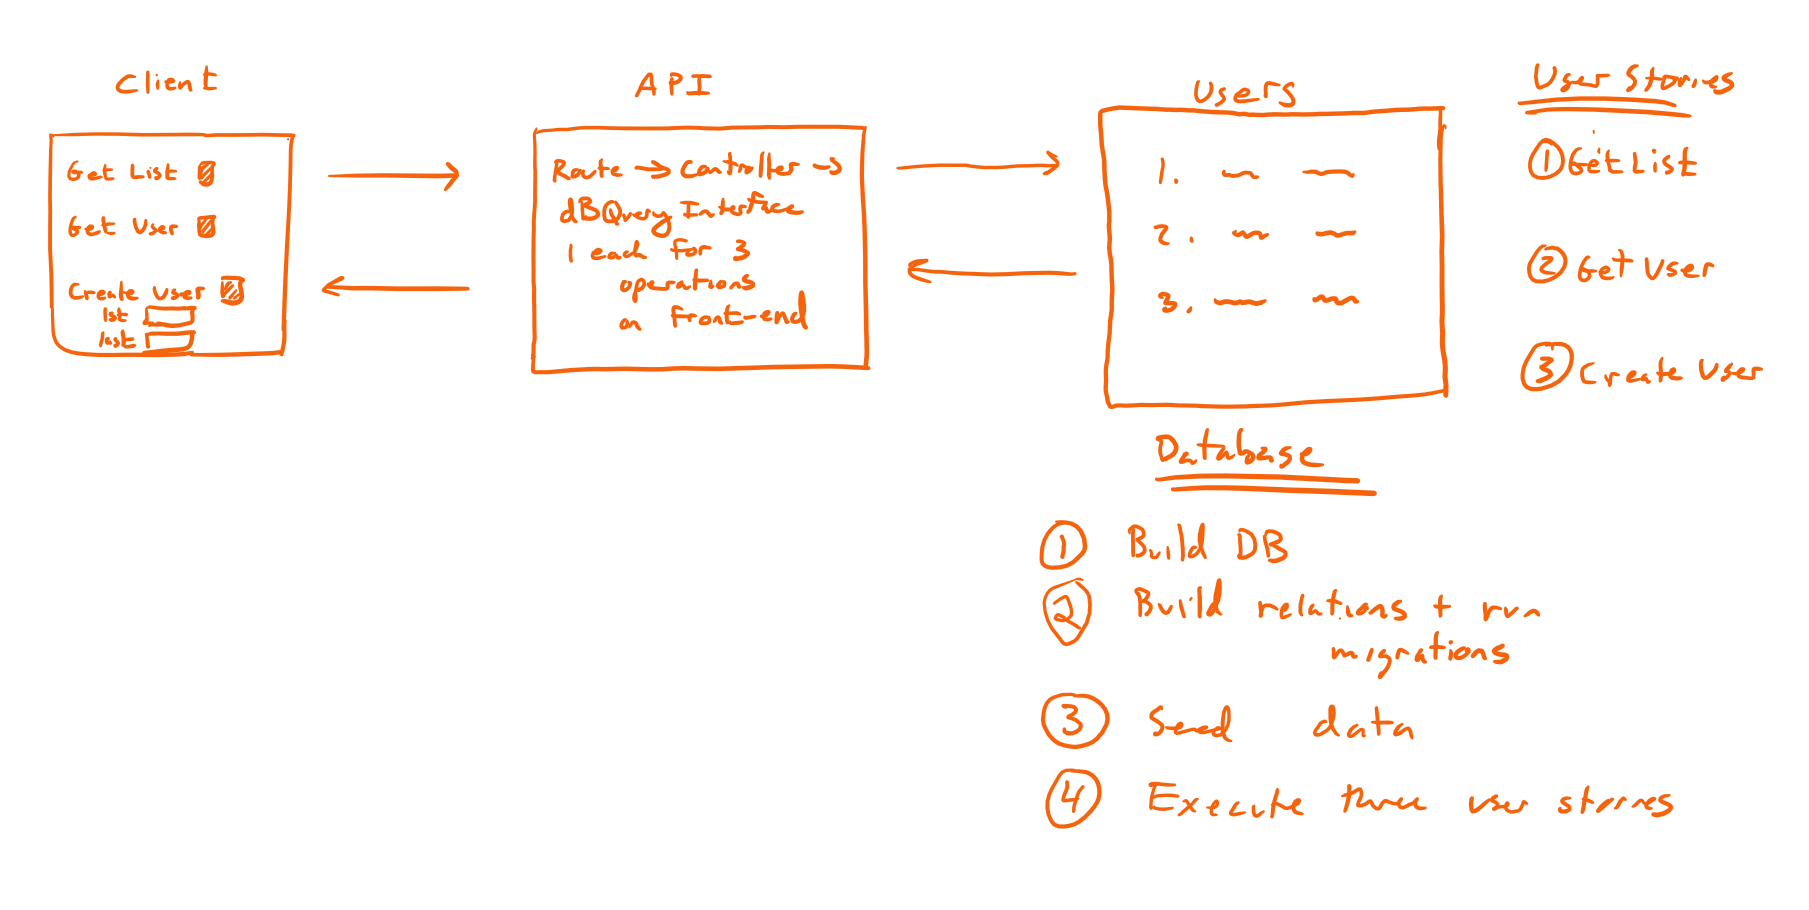 Client
Get List
Get User
Create User
1st
last
API
Route → Controller →
dBQuery Interface
1 each for 3
operations
on front-end
Users
1.
2.
3.
Database
① Build DB
② Build relations + run
migrations
③ Seed data
④ Execute three user stories
User Stories
① Get List
② Get User
③ Create User